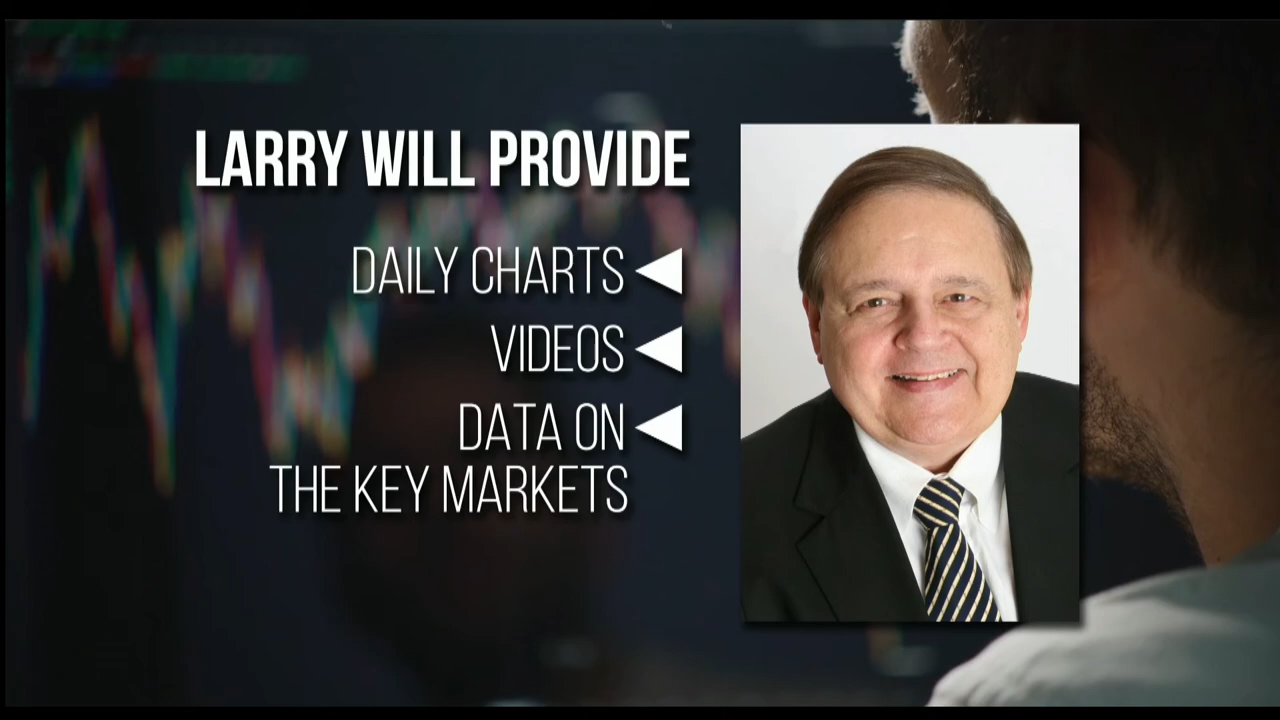 LARRY WILL PROVIDE
DAILY CHARTS
VIDEOS
DATA ON
THE KEY MARKETS